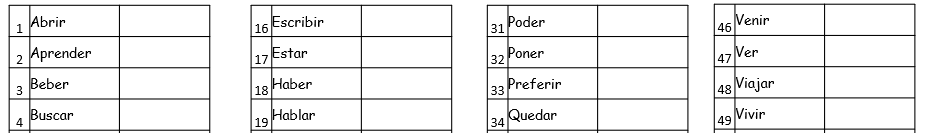 1 Abrir
2 Aprender
3 Beber
4 Buscar
16 Escribir
17 Estar
18 Haber
19 Hablar
31 Poder
32 Poner
33 Preferir
34 Quedar
46 Venir
47 Ver
48 Viajar
49 Vivir